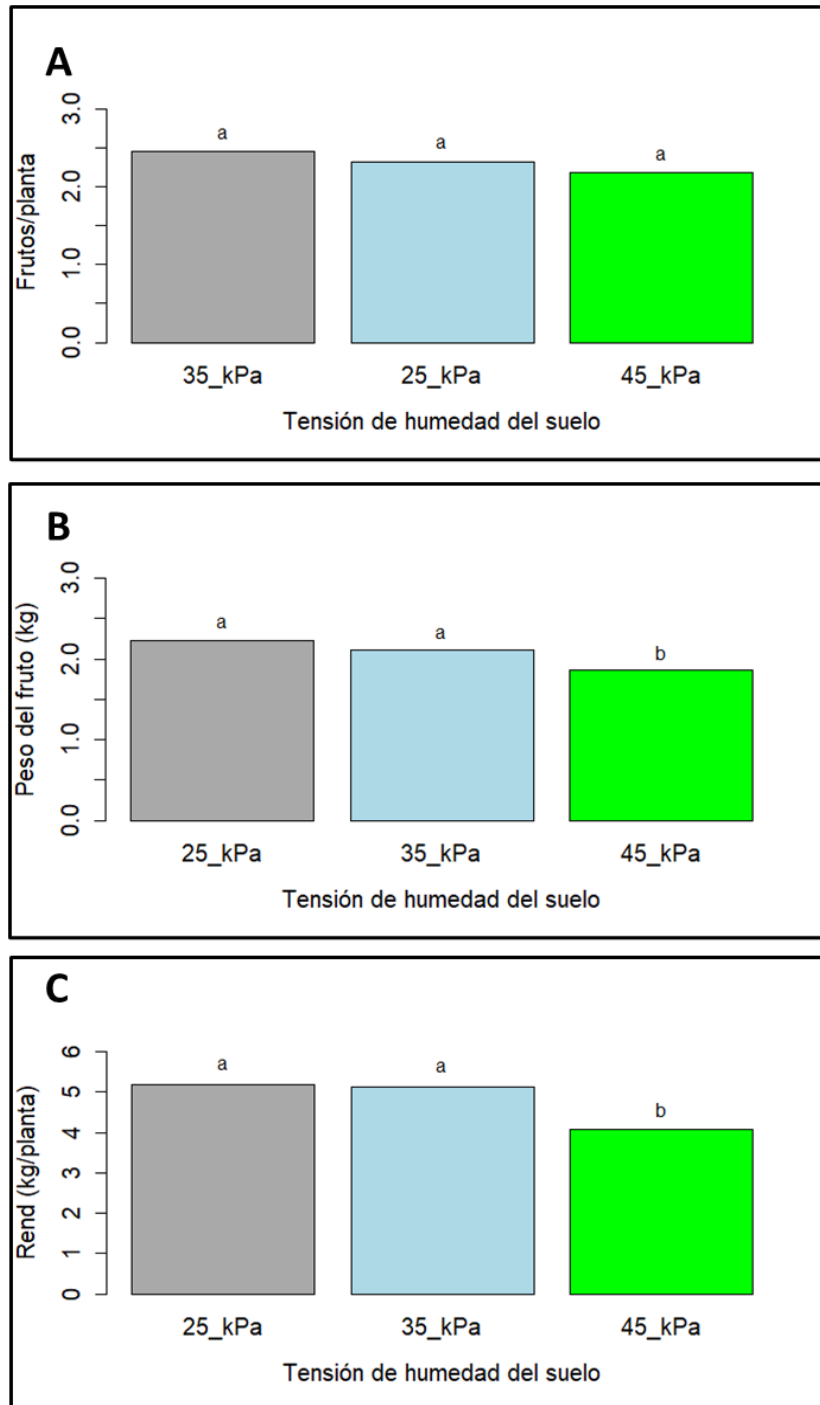 A
Frutos/planta
3.0
2.0
1.0
0.0
a
a
a
35_kPa 25_kPa 45_kPa
Tensión de humedad del suelo
B
Peso del fruto (kg)
3.0
2.0
1.0
0.0
a
a
b
25_kPa 35_kPa 45_kPa
Tensión de humedad del suelo
C
Rend (kg/planta)
6
5
4
3
2
1
0
a
a
b
25_kPa 35_kPa 45_kPa
Tensión de humedad del suelo